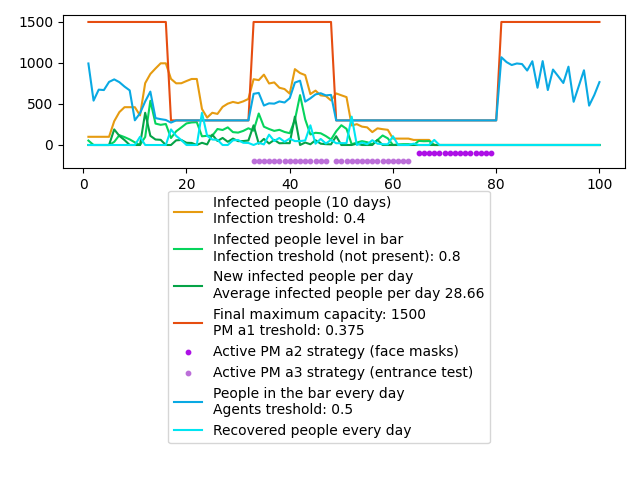 1500
1000
500
0
0
20
40
60
80
100
Infected people (10 days)
Infection treshold: 0.4
Infected people level in bar
Infection treshold (not present): 0.8
New infected people per day
Average infected people per day 28.66
Final maximum capacity: 1500
PM a1 treshold: 0.375
Active PM a2 strategy (face masks)
Active PM a3 strategy (entrance test)
People in the bar every day
Agents treshold: 0.5
Recovered people every day